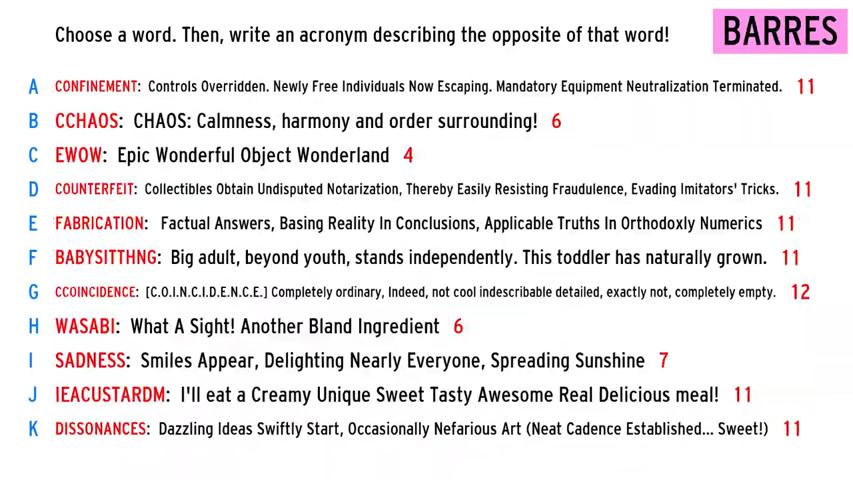 Choose a word. Then, write an acronym describing the opposite of that word! BARRES
A CONFINEMENT: Controls Overridden. Newly Free Individuals Now Escaping. Mandatory Equipment Neutralization Terminated. 11
B CCHAOS: CHAOS: Calmness, harmony and order surrounding! 6
C EWOW: Epic Wonderful Object Wonderland 4
D COUNTERFEIT: Collectibles Obtain Undisputed Notarization, Thereby Easily Resisting Fraudulence, Evading Imitators' Tricks. 11
E FABRICATION: Factual Answers, Basing Reality In Conclusions, Applicable Truths In Orthodoxly Numerics 11
F BABYSITTHNG: Big adult, beyond youth, stands independently. This toddler has naturally grown. 11
G CCOINCIDENCE: [C.O.I.N.C.I.D.E.N.C.E.] Completely ordinary, Indeed, not cool indescribable detailed, exactly not, completely empty. 12
H WASABI: What A Sight! Another Bland Ingredient 6
I SADNESS: Smiles Appear, Delighting Nearly Everyone, Spreading Sunshine 7
J IEACUSTARDM: I'll eat a Creamy Unique Sweet Tasty Awesome Real Delicious meal! 11
K DISSONANCES: Dazzling Ideas Swiftly Start, Occasionally Nefarious Art (Neat Cadence Established... Sweet!) 11